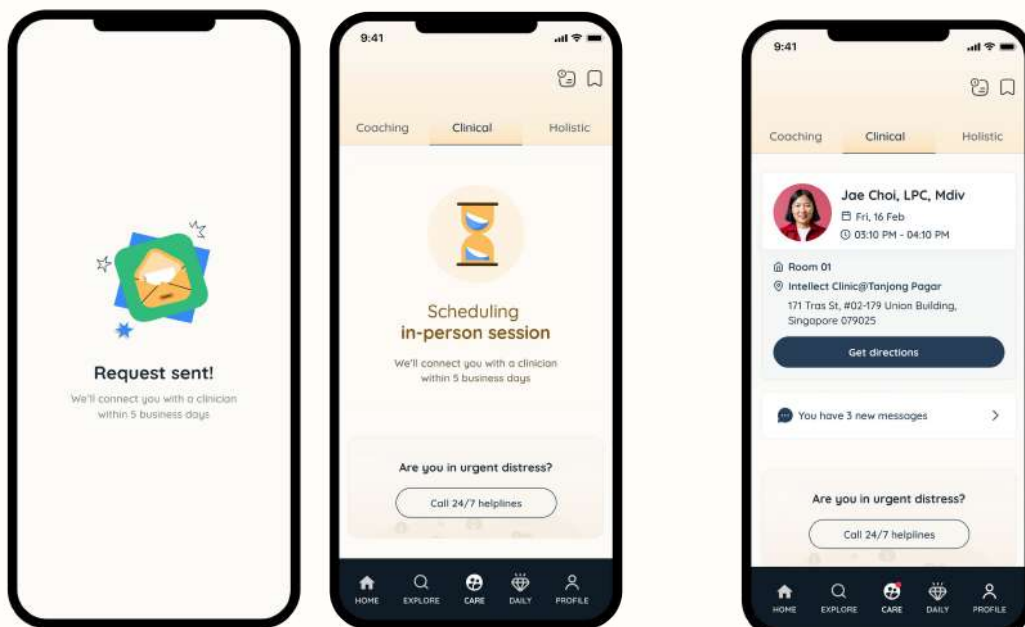 Request sent!
We'll connect you with a clinician
within 5 business days
9:41
Coaching Clinical Holistic
Scheduling
in-person session
We'll connect you with a clinician
within 5 business days
Are you in urgent distress?
Call 24/7 helplines
HOME EXPLORE CARE DAILY PROFILE
9:41
Coaching Clinical Holistic
Jae Choi, LPC, Mdiv
Fri, 16 Feb
03:10 PM - 04:10 PM
Room 01
Intellect Clinic@Tanjong Pagar
171 Tras St, #02-179 Union Building,
Singapore 079025
Get directions
You have 3 new messages
Are you in urgent distress?
Call 24/7 helplines
HOME EXPLORE CARE DAILY PROFILE